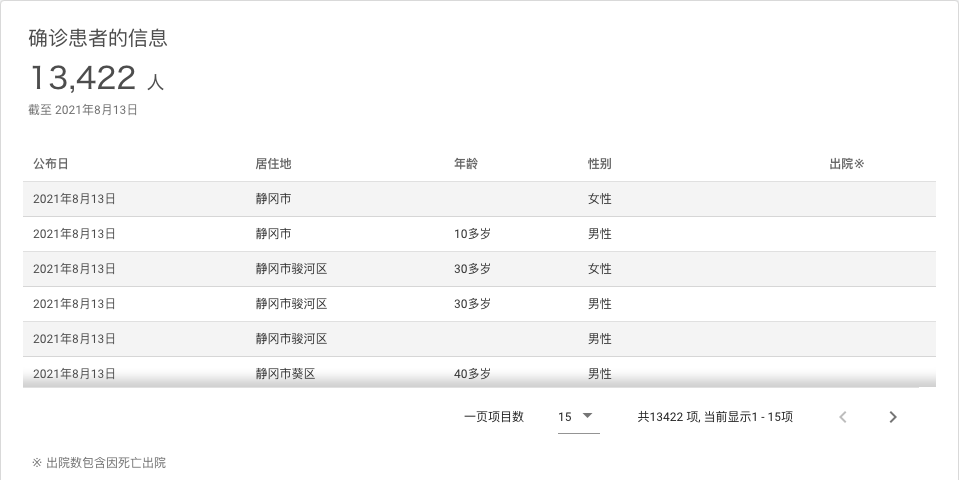 确诊患者的信息
13,422 人
截至 2021年8月13日
公布日 居住地 年龄 性别 出院※
2021年8月13日 静冈市 女性
2021年8月13日 静冈市 10多岁 男性
2021年8月13日 静冈市骏河区 30多岁 女性
2021年8月13日 静冈市骏河区 30多岁 男性
2021年8月13日 静冈市骏河区 男性
2021年8月13日 静冈市葵区 40多岁 男性
一页项目数 15 共13422 项, 当前显示1 - 15项
※ 出院数包含因死亡出院